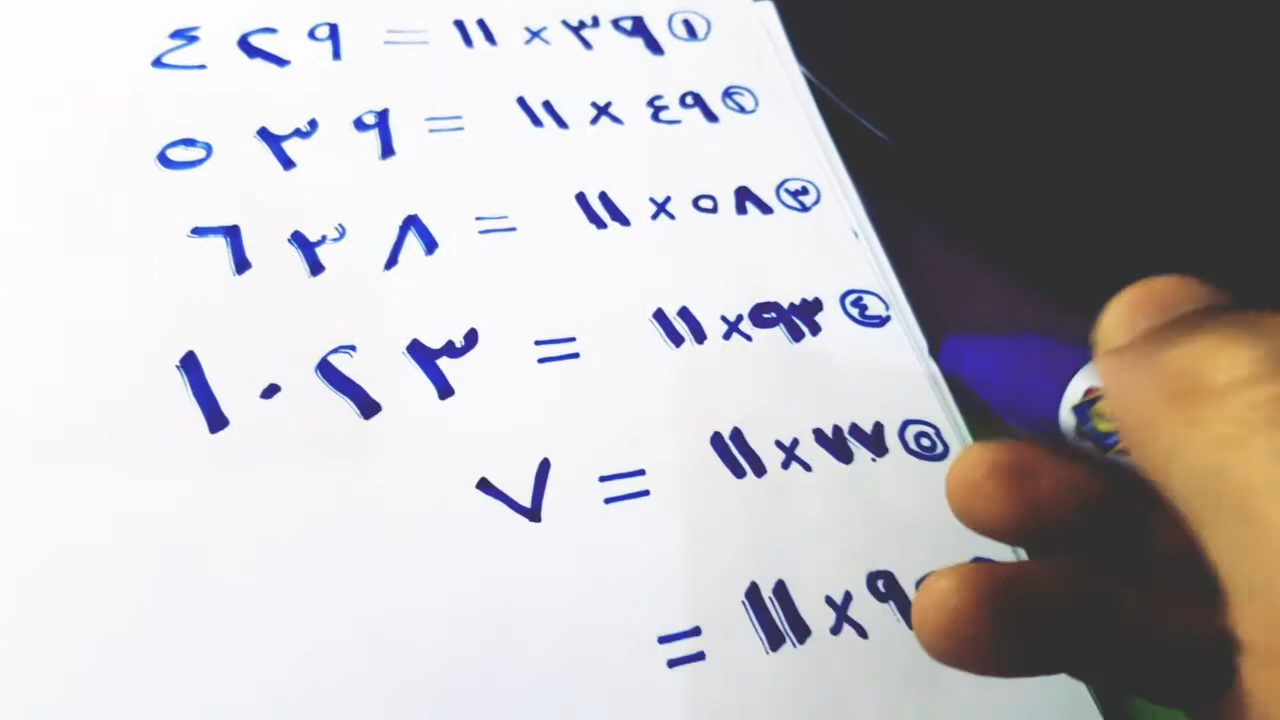 ① ٣٩ × ١١ = ٤٢٩
② ٤٩ × ١١ = ٥٣٩
③ ٥٨ × ١١ = ٦٣٨
④ ٩٣ × ١١ = ١٠٢٣
⑤ ٧٧ × ١١ = ٧
٩ × ١١ =